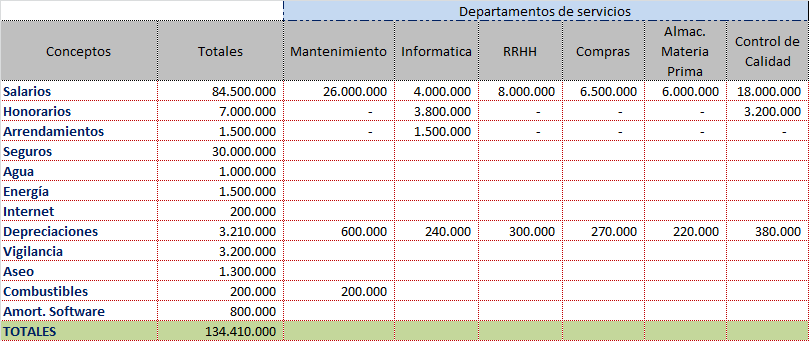 Departamentos de servicios
Conceptos Totales Mantenimiento Informatica RRHH Compras Almac. Materia Prima Control de Calidad
Salarios 84.500.000 26.000.000 4.000.000 8.000.000 6.500.000 6.000.000 18.000.000
Honorarios 7.000.000 - 3.800.000 - - - 3.200.000
Arrendamientos 1.500.000 - 1.500.000 - - - -
Seguros 30.000.000
Agua 1.000.000
Energía 1.500.000
Internet 200.000
Depreciaciones 3.210.000 600.000 240.000 300.000 270.000 220.000 380.000
Vigilancia 3.200.000
Aseo 1.300.000
Combustibles 200.000 200.000
Amort. Software 800.000
TOTALES 134.410.000